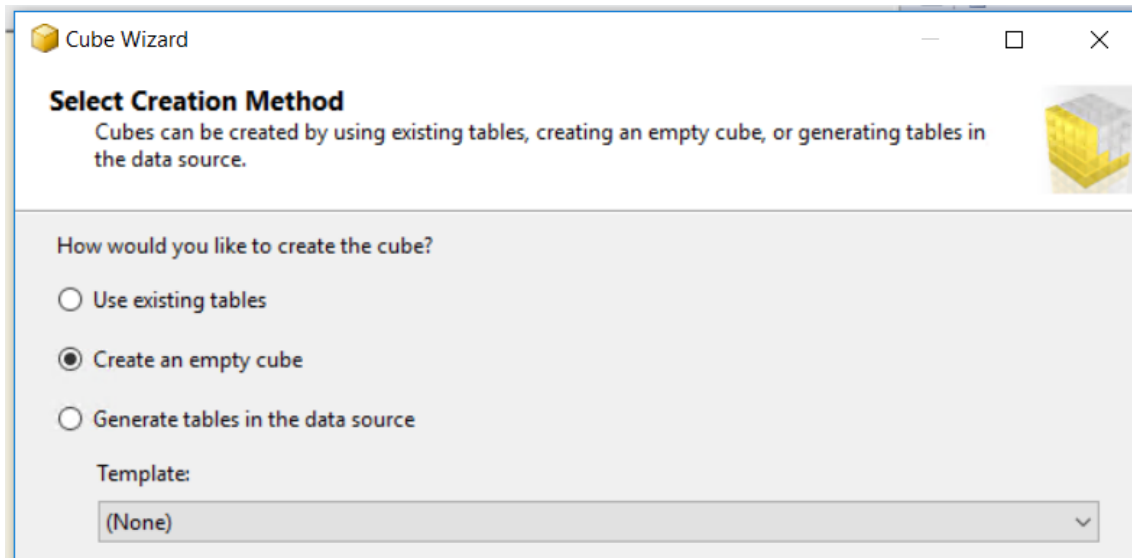 Cube Wizard
Select Creation Method
Cubes can be created by using existing tables, creating an empty cube, or generating tables in
the data source.
How would you like to create the cube?
Use existing tables
Create an empty cube
Generate tables in the data source
Template:
(None)